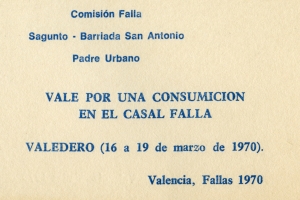 Comisión Falla
Sagunto - Barriada San Antonio
Padre Urbano
VALE POR UNA CONSUMICION
EN EL CASAL FALLA
VALEDERO (16 a 19 de marzo de 1970).
Valencia, Fallas 1970